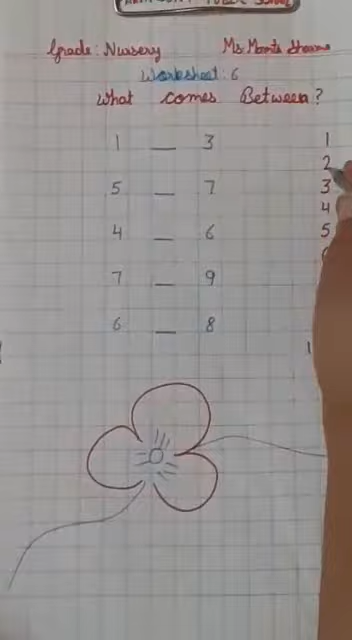 Grade: Nursery Ms. Mamta Sharma
Worksheet: 6
What comes Between?
1 __ 3
5 __ 7
4 __ 6
7 __ 9
6 __ 8
1
2
3
4
5